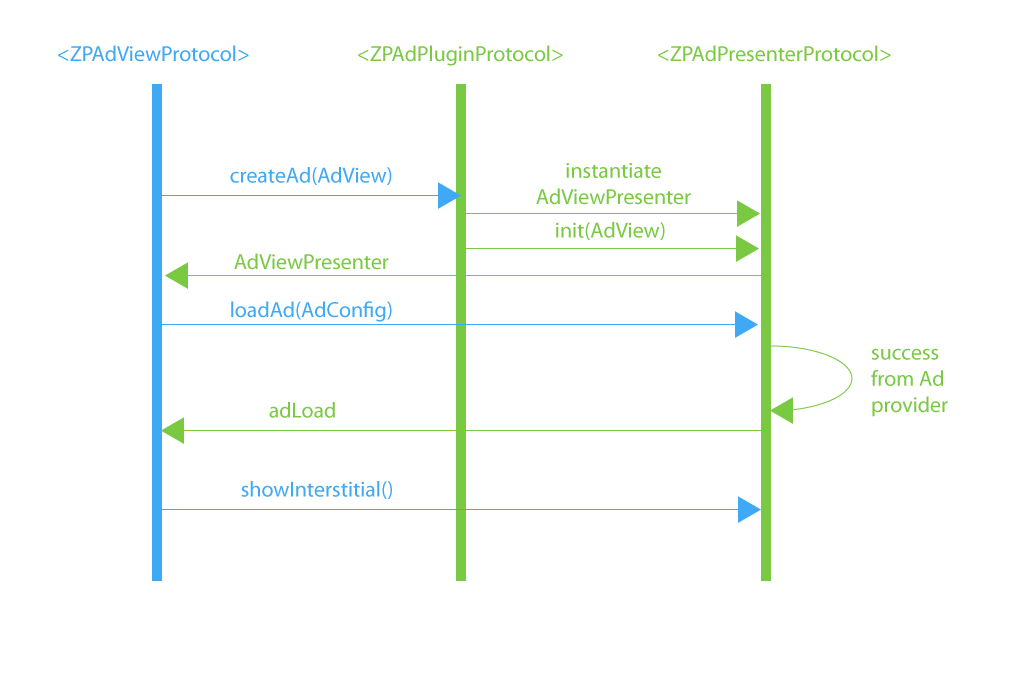 <ZPAdViewProtocol>
<ZPAdPluginProtocol>
<ZPAdPresenterProtocol>
createAd(AdView)
instantiate
AdViewPresenter
init(AdView)
AdViewPresenter
loadAd(AdConfig)
success
from Ad
provider
adLoad
showInterstitial()